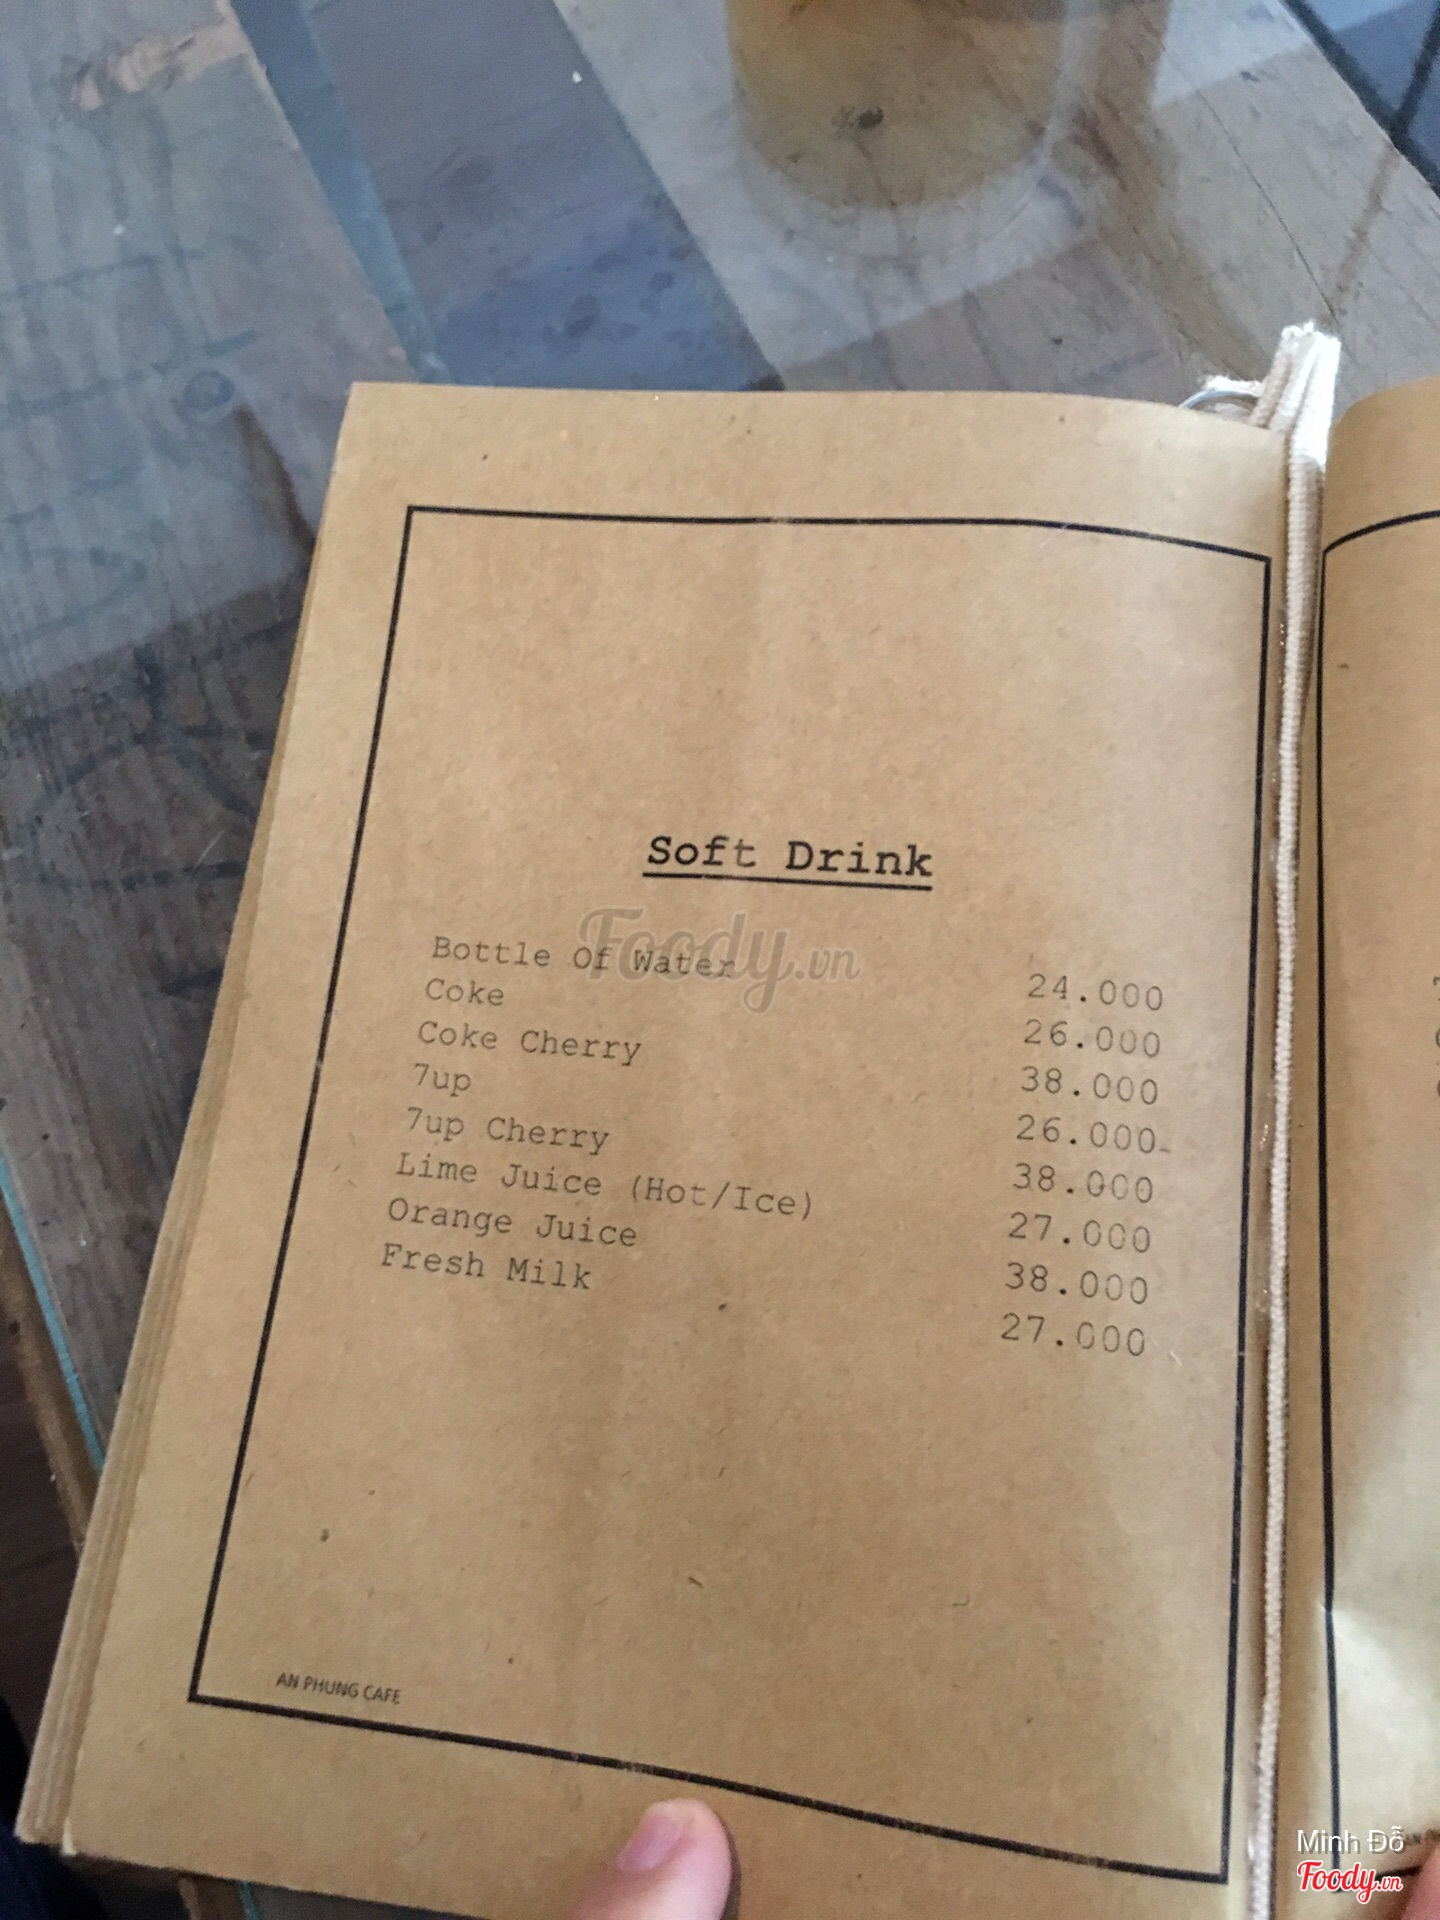 Soft Drink
Foody.vn
Bottle Of Water 24.000
Coke 26.000
Coke Cherry 38.000
7up 26.000
7up Cherry 38.000
Lime Juice (Hot/Ice) 27.000
Orange Juice 38.000
Fresh Milk 27.000
AN PHUNG CAFE
Minh Đỗ
Foody.vn